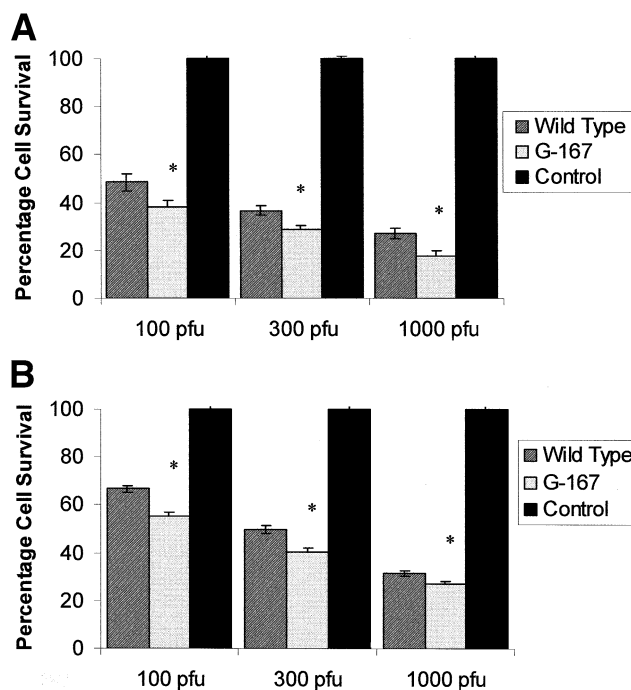 A
Percentage Cell Survival
100
80
60
40
20
0
*
*
*
100 pfu
300 pfu
1000 pfu
Wild Type
G-167
Control
B
Percentage Cell Survival
100
80
60
40
20
0
*
*
*
100 pfu
300 pfu
1000 pfu
Wild Type
G-167
Control